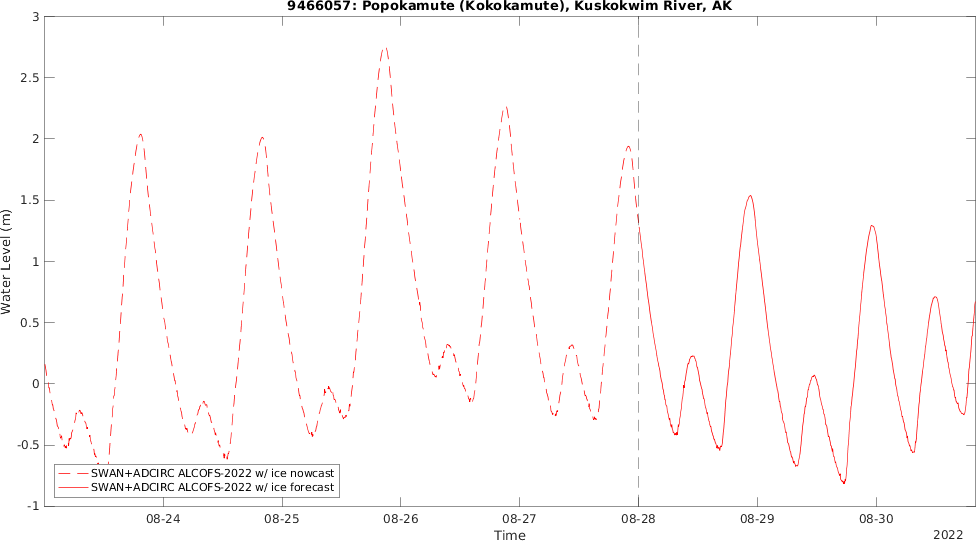 9466057: Popokamute (Kokokamute), Kuskokwim River, AK
3
2.5
2
1.5
1
0.5
0
-0.5
-1
Water Level (m)
SWAN+ADCIRC ALCOFS-2022 w/ ice nowcast
SWAN+ADCIRC ALCOFS-2022 w/ ice forecast
08-24 08-25 08-26 08-27 08-28 08-29 08-30
Time
2022